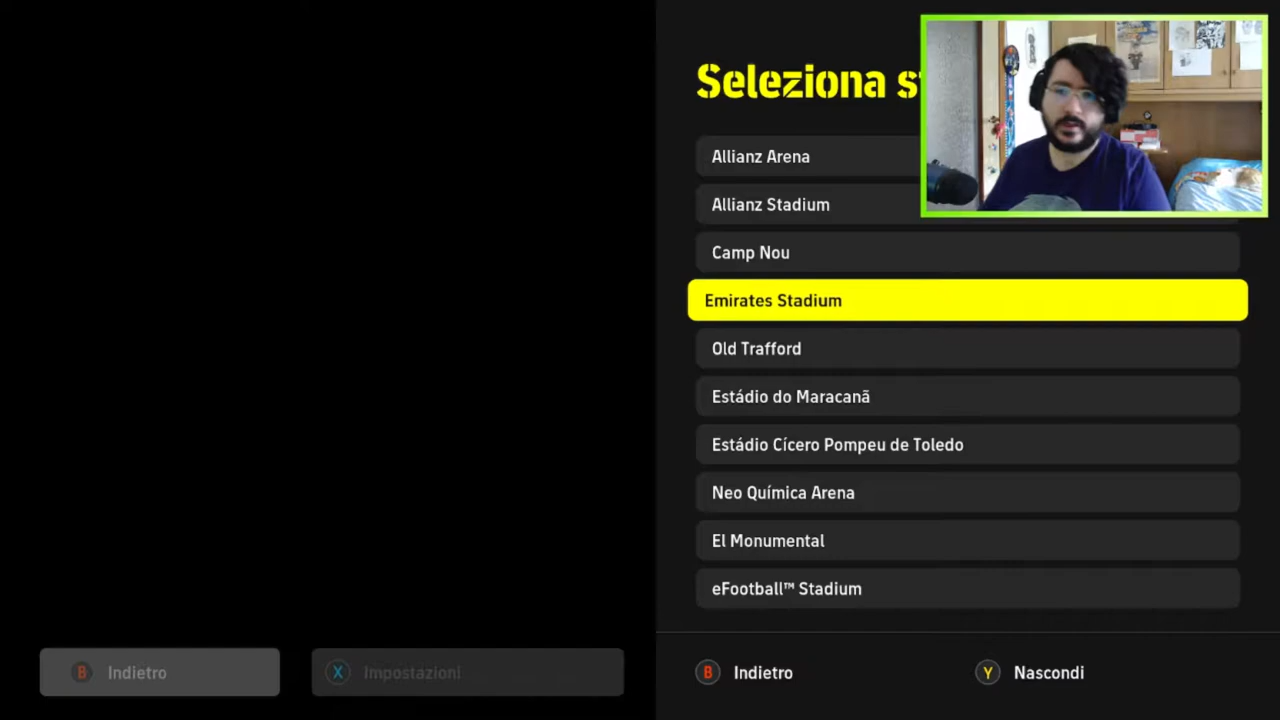 Seleziona
Allianz Arena
Allianz Stadium
Camp Nou
Emirates Stadium
Old Trafford
Estádio do Maracanã
Estádio Cícero Pompeu de Toledo
Neo Química Arena
El Monumental
eFootball™ Stadium
B Indietro
X Impostazioni
B Indietro
Y Nascondi